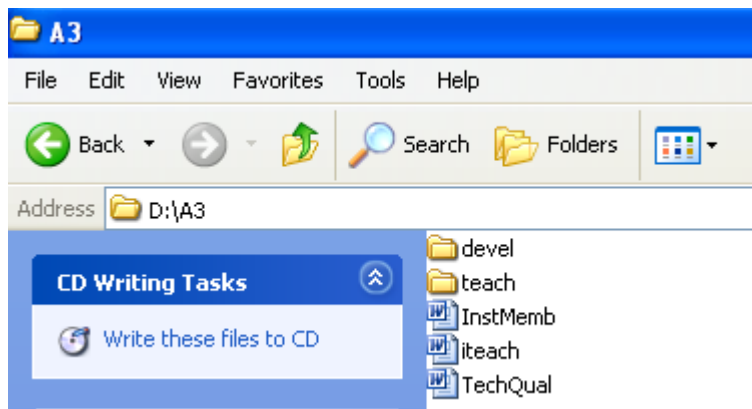 A3
File Edit View Favorites Tools Help
Back Search Folders
Address D:\A3
CD Writing Tasks
Write these files to CD
devel
teach
InstMemb
iteach
TechQual